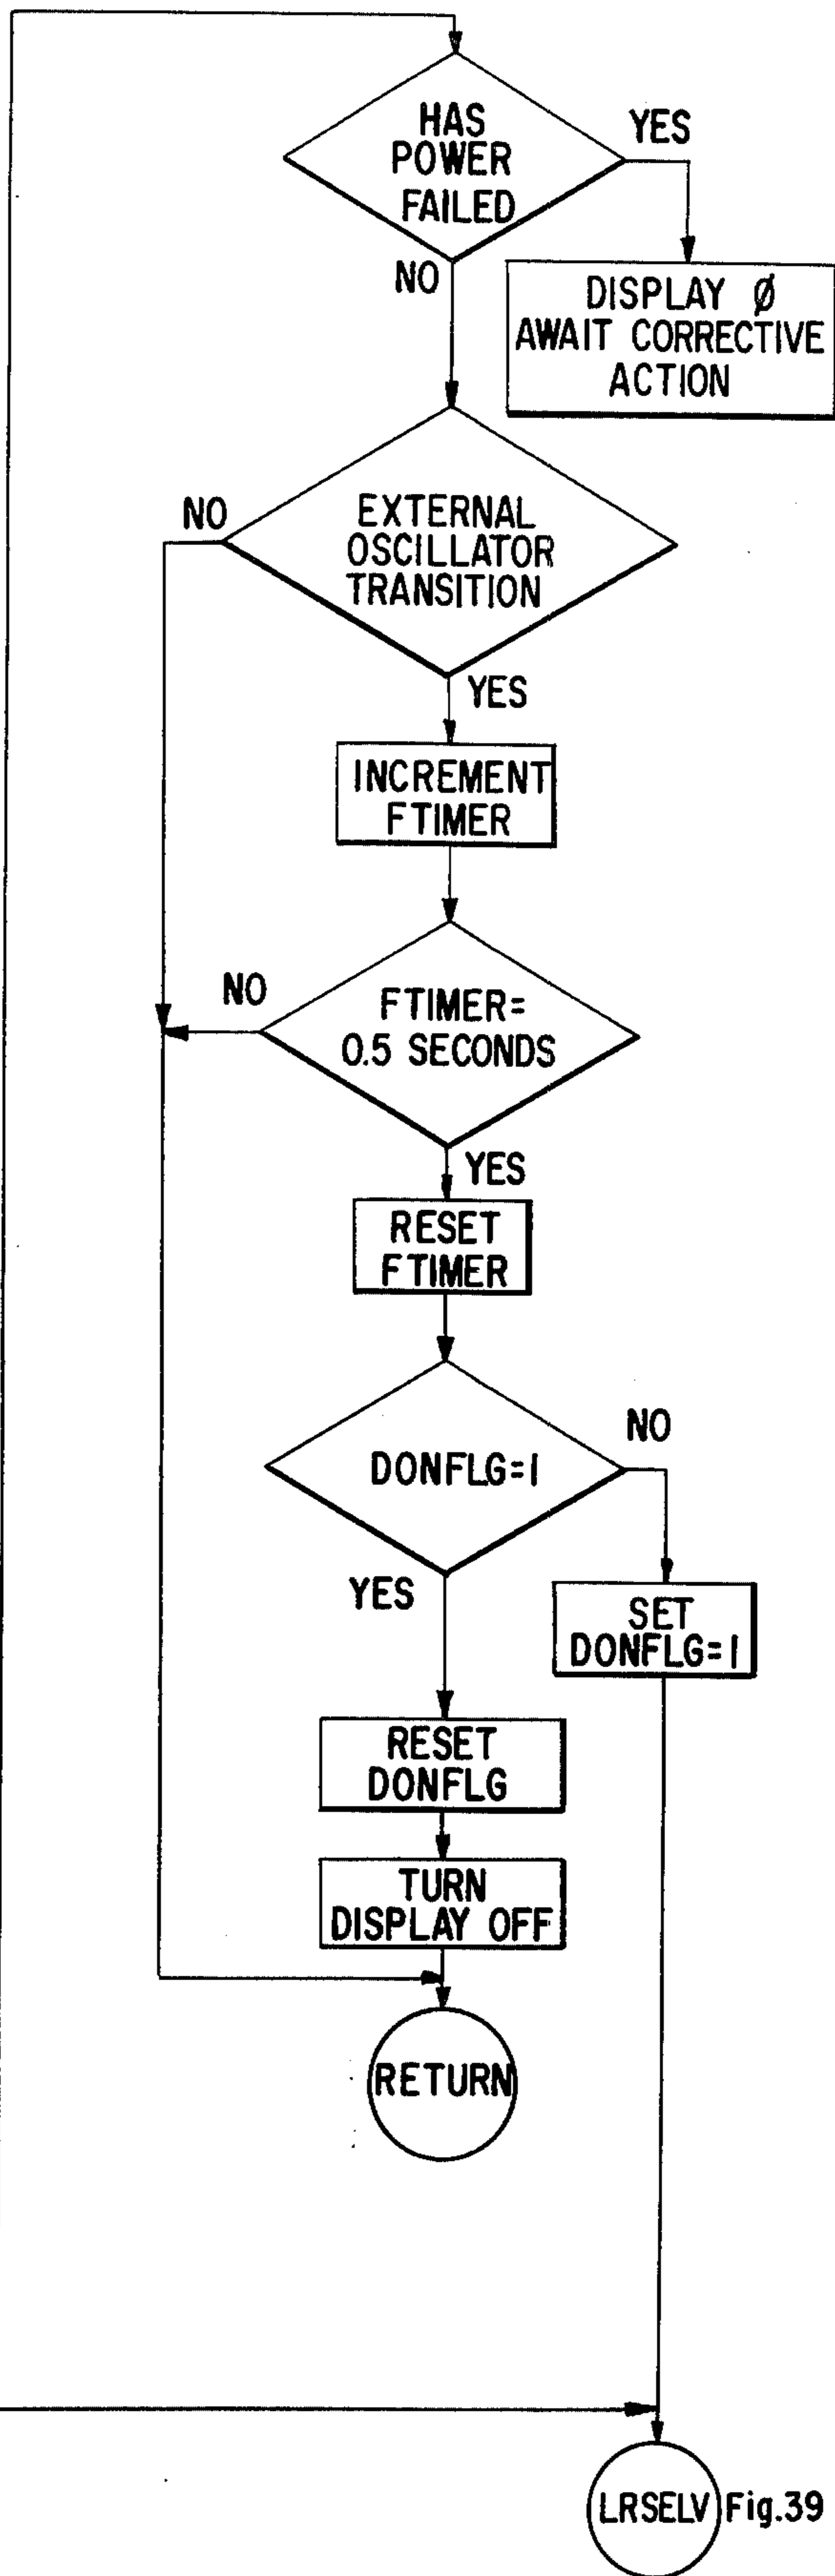 HAS
POWER
FAILED
YES
NO
DISPLAY Ø
AWAIT CORRECTIVE
ACTION
NO
EXTERNAL
OSCILLATOR
TRANSITION
YES
INCREMENT
FTIMER
NO
FTIMER=
0.5 SECONDS
YES
RESET
FTIMER
DONFLG=1
NO
YES
SET
DONFLG=1
RESET
DONFLG
TURN
DISPLAY OFF
RETURN
LRSELV Fig.39